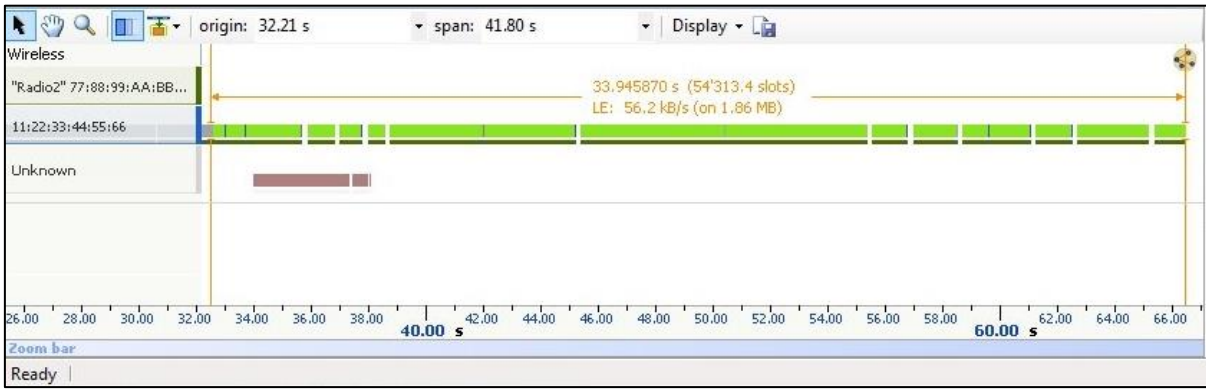 origin: 32.21 s span: 41.80 s Display
Wireless
"Radio2" 77:88:99:AA:BB...
33.945870 s (54'313.4 slots)
LE: 56.2 kB/s (on 1.86 MB)
11:22:33:44:55:66
Unknown
26.00 28.00 30.00 32.00 34.00 36.00 38.00 40.00 s 42.00 44.00 46.00 48.00 50.00 52.00 54.00 56.00 58.00 60.00 s 62.00 64.00 66.00
Zoom bar
Ready